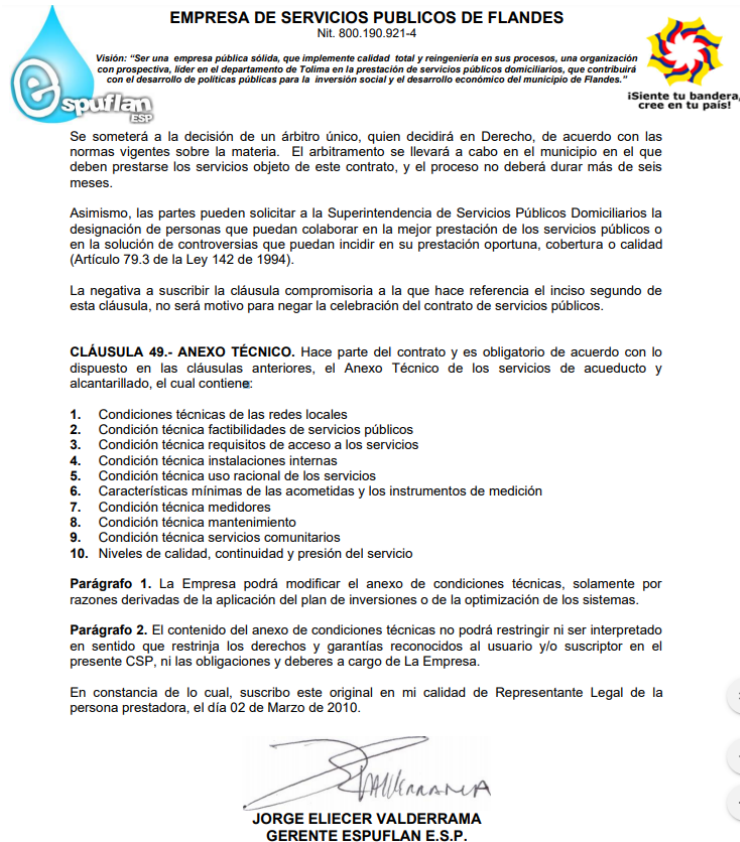 EMPRESA DE SERVICIOS PUBLICOS DE FLANDES
Nit. 800.190.921-4
Visión: “Ser una empresa pública sólida, que implemente calidad total y reingeniería en sus procesos, una organización
con prospectiva, líder en el departamento de Tolima en la prestación de servicios públicos domiciliarios, que contribuirá
con el desarrollo de políticas públicas para la inversión social y el desarrollo económico del municipio de Flandes.”
espuflan
ESP
¡Siente tu bandera,
cree en tu país!
Se someterá a la decisión de un árbitro único, quien decidirá en Derecho, de acuerdo con las
normas vigentes sobre la materia. El arbitramento se llevará a cabo en el municipio en el que
deben prestarse los servicios objeto de este contrato, y el proceso no deberá durar más de seis
meses.
Asimismo, las partes pueden solicitar a la Superintendencia de Servicios Públicos Domiciliarios la
designación de personas que puedan colaborar en la mejor prestación de los servicios públicos o
en la solución de controversias que puedan incidir en su prestación oportuna, cobertura o calidad
(Artículo 79.3 de la Ley 142 de 1994).
La negativa a suscribir la cláusula compromisoria a la que hace referencia el inciso segundo de
esta cláusula, no será motivo para negar la celebración del contrato de servicios públicos.
CLÁUSULA 49.- ANEXO TÉCNICO. Hace parte del contrato y es obligatorio de acuerdo con lo
dispuesto en las cláusulas anteriores, el Anexo Técnico de los servicios de acueducto y
alcantarillado, el cual contiene:
1. Condiciones técnicas de las redes locales
2. Condición técnica factibilidades de servicios públicos
3. Condición técnica requisitos de acceso a los servicios
4. Condición técnica instalaciones internas
5. Condición técnica uso racional de los servicios
6. Características mínimas de las acometidas y los instrumentos de medición
7. Condición técnica medidores
8. Condición técnica mantenimiento
9. Condición técnica servicios comunitarios
10. Niveles de calidad, continuidad y presión del servicio
Parágrafo 1. La Empresa podrá modificar el anexo de condiciones técnicas, solamente por
razones derivadas de la aplicación del plan de inversiones o de la optimización de los sistemas.
Parágrafo 2. El contenido del anexo de condiciones técnicas no podrá restringir ni ser interpretado
en sentido que restrinja los derechos y garantías reconocidos al usuario y/o suscriptor en el
presente CSP, ni las obligaciones y deberes a cargo de La Empresa.
En constancia de lo cual, suscribo este original en mi calidad de Representante Legal de la
persona prestadora, el día 02 de Marzo de 2010.
VALDERRAMA
JORGE ELIECER VALDERRAMA
GERENTE ESPUFLAN E.S.P.